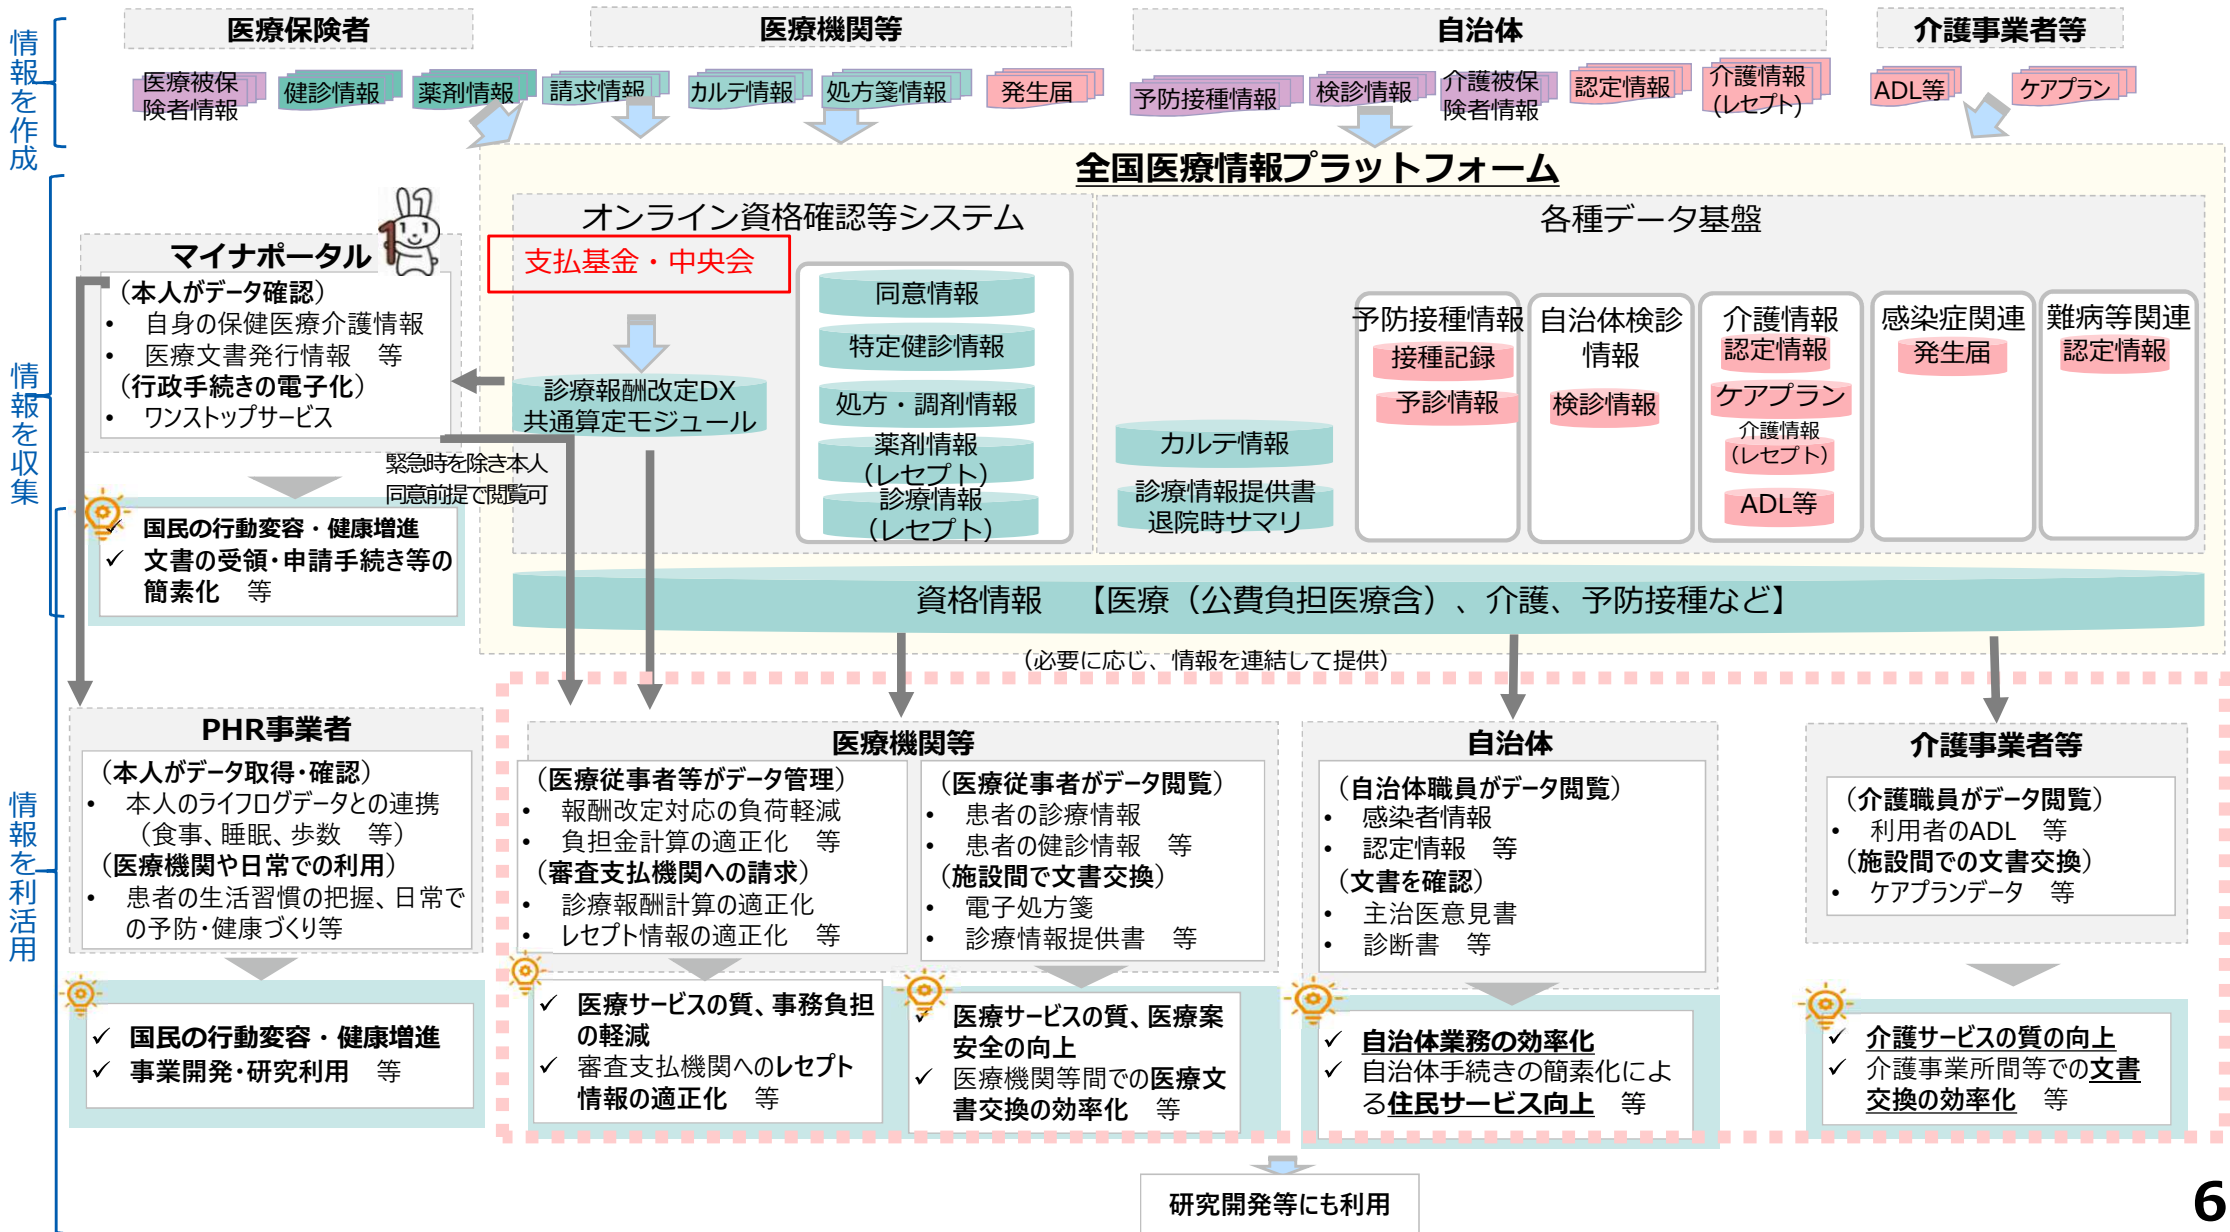 情報を作成
医療保険者
医療機関等
自治体
介護事業者等
医療被保
険者情報
健診情報
薬剤情報
請求情報
カルテ情報
処方箋情報
発生届
予防接種情報
検診情報
介護被保
険者情報
認定情報
介護情報
(レセプト)
ADL等
ケアプラン
全国医療情報プラットフォーム
情報を収集
マイナポータル
（本人がデータ確認）
• 自身の保健医療介護情報
• 医療文書発行情報 等
（行政手続きの電子化）
• ワンストップサービス
オンライン資格確認等システム
支払基金・中央会
診療報酬改定DX
共通算定モジュール
同意情報
特定健診情報
処方・調剤情報
薬剤情報
（レセプト）
診療情報
（レセプト）
各種データ基盤
カルテ情報
診療情報提供書
退院時サマリ
予防接種情報
接種記録
予診情報
自治体検診
情報
検診情報
介護情報
認定情報
ケアプラン
介護情報
（レセプト）
ADL等
感染症関連
発生届
難病等関連
認定情報
緊急時を除き本人
同意前提で閲覧可
✓ 国民の行動変容・健康増進
✓ 文書の受領・申請手続き等の
簡素化 等
資格情報 【医療（公費負担医療含）、介護、予防接種など】
（必要に応じ、情報を連結して提供）
情報を利活用
PHR事業者
（本人がデータ取得・確認）
• 本人のライフログデータとの連携
（食事、睡眠、歩数 等）
（医療機関や日常での利用）
• 患者の生活習慣の把握、日常で
の予防・健康づくり等
✓ 国民の行動変容・健康増進
✓ 事業開発・研究利用 等
医療機関等
（医療従事者等がデータ管理）
• 報酬改定対応の負荷軽減
• 負担金計算の適正化 等
（審査支払機関への請求）
• 診療報酬計算の適正化
• レセプト情報の適正化 等
✓ 医療サービスの質、事務負担
の軽減
✓ 審査支払機関へのレセプト
情報の適正化 等
（医療従事者がデータ閲覧）
• 患者の診療情報
• 患者の健診情報 等
（施設間で文書交換）
• 電子処方箋
• 診療情報提供書 等
✓ 医療サービスの質、医療案
安全の向上
✓ 医療機関等間での医療文
書交換の効率化 等
自治体
（自治体職員がデータ閲覧）
• 感染者情報
• 認定情報 等
（文書を確認）
• 主治医意見書
• 診断書 等
✓ 自治体業務の効率化
✓ 自治体手続きの簡素化によ
る住民サービス向上 等
介護事業者等
（介護職員がデータ閲覧）
• 利用者のADL 等
（施設間での文書交換）
• ケアプランデータ 等
✓ 介護サービスの質の向上
✓ 介護事業所間等での文書
交換の効率化 等
研究開発等にも利用
6